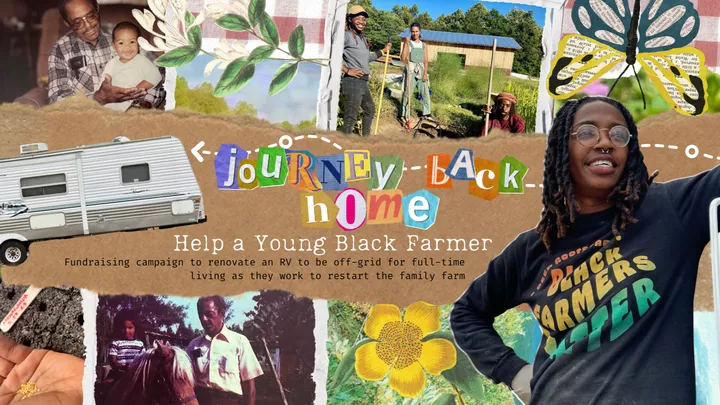 journey back
home
Help a Young Black Farmer
Fundraising campaign to renovate an RV to be off-grid for full-time
living as they work to restart the family farm
BLACK
FARMERS
MATTER